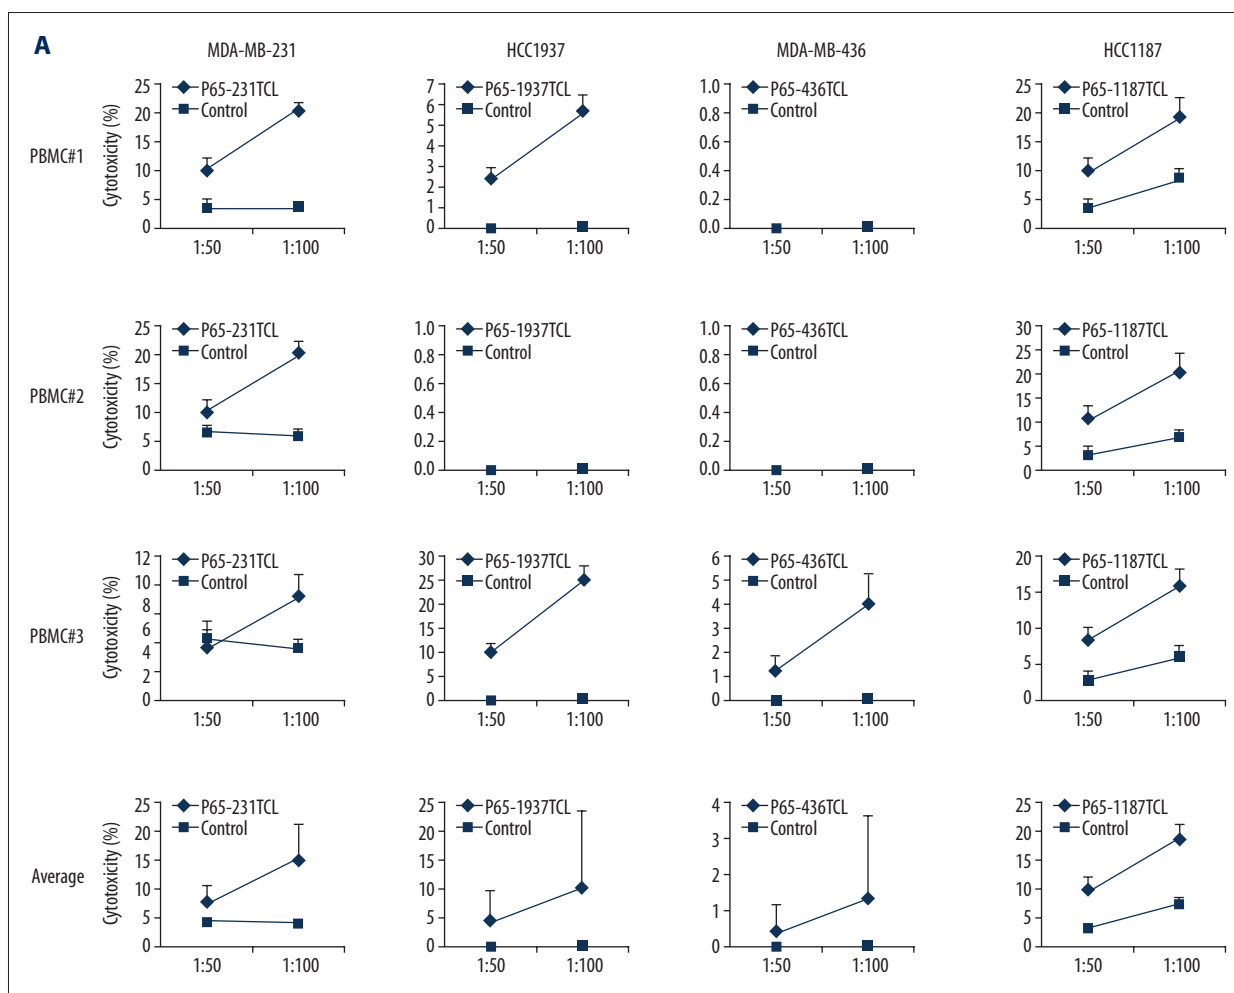 A
MDA-MB-231
HCC1937
MDA-MB-436
HCC1187
PBMC#1
Cytotoxicity (%)
25
20
15
10
5
0
P65-231TCL
Control
1:50 1:100
7
6
5
4
3
2
1
0
P65-1937TCL
Control
1:50 1:100
1.0
0.8
0.6
0.4
0.2
0.0
P65-436TCL
Control
1:50 1:100
25
20
15
10
5
0
P65-1187TCL
Control
1:50 1:100
PBMC#2
Cytotoxicity (%)
25
20
15
10
5
0
P65-231TCL
Control
1:50 1:100
1.0
0.8
0.6
0.4
0.2
0.0
P65-1937TCL
Control
1:50 1:100
1.0
0.8
0.6
0.4
0.2
0.0
P65-436TCL
Control
1:50 1:100
30
25
20
15
10
5
0
P65-1187TCL
Control
1:50 1:100
PBMC#3
Cytotoxicity (%)
12
10
8
6
4
2
0
P65-231TCL
Control
1:50 1:100
30
25
20
15
10
5
0
P65-1937TCL
Control
1:50 1:100
6
5
4
3
2
1
0
P65-436TCL
Control
1:50 1:100
20
15
10
5
0
P65-1187TCL
Control
1:50 1:100
Average
Cytotoxicity (%)
25
20
15
10
5
0
P65-231TCL
Control
1:50 1:100
25
20
15
10
5
0
P65-1937TCL
Control
1:50 1:100
4
3
2
1
0
P65-436TCL
Control
1:50 1:100
25
20
15
10
5
0
P65-1187TCL
Control
1:50 1:100